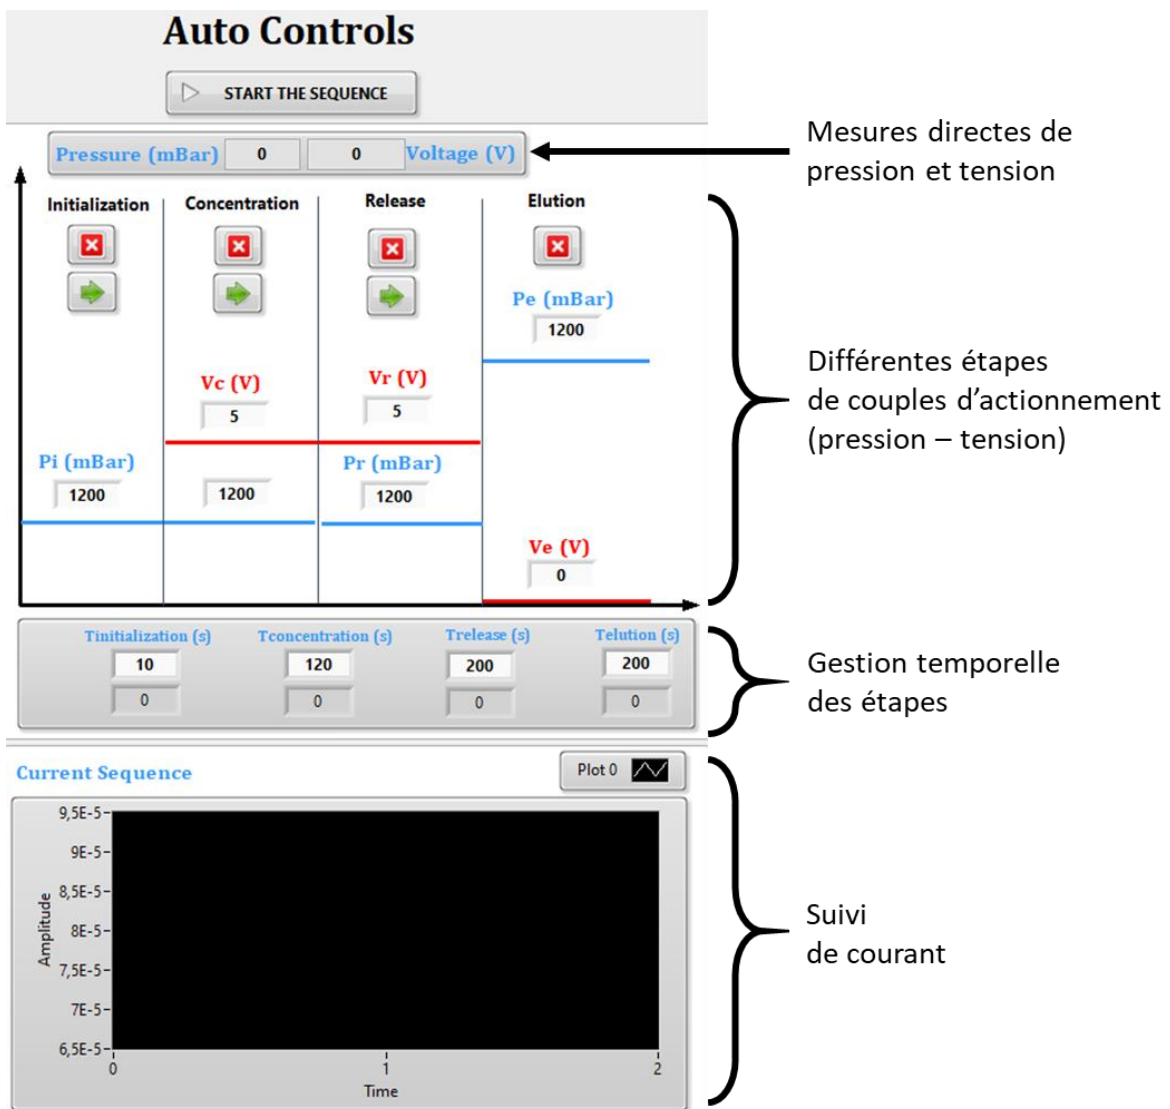 Auto Controls
START THE SEQUENCE
Pressure (mBar) 0 0 Voltage (V)
Mesures directes de
pression et tension
Initialization Concentration Release Elution
Pe (mBar)
1200
Vc (V) Vr (V)
5 5
Pi (mBar) Pr (mBar)
1200 1200 1200
Ve (V)
0
Différentes étapes
de couples d'actionnement
(pression – tension)
Tinitialization (s) Tconcentration (s) Trelease (s) Telution (s)
10 120 200 200
0 0 0 0
Gestion temporelle
des étapes
Current Sequence
Plot 0
9,5E-5
9E-5
8,5E-5
8E-5
7,5E-5
7E-5
6,5E-5
Amplitude
0 1 2
Time
Suivi
de courant